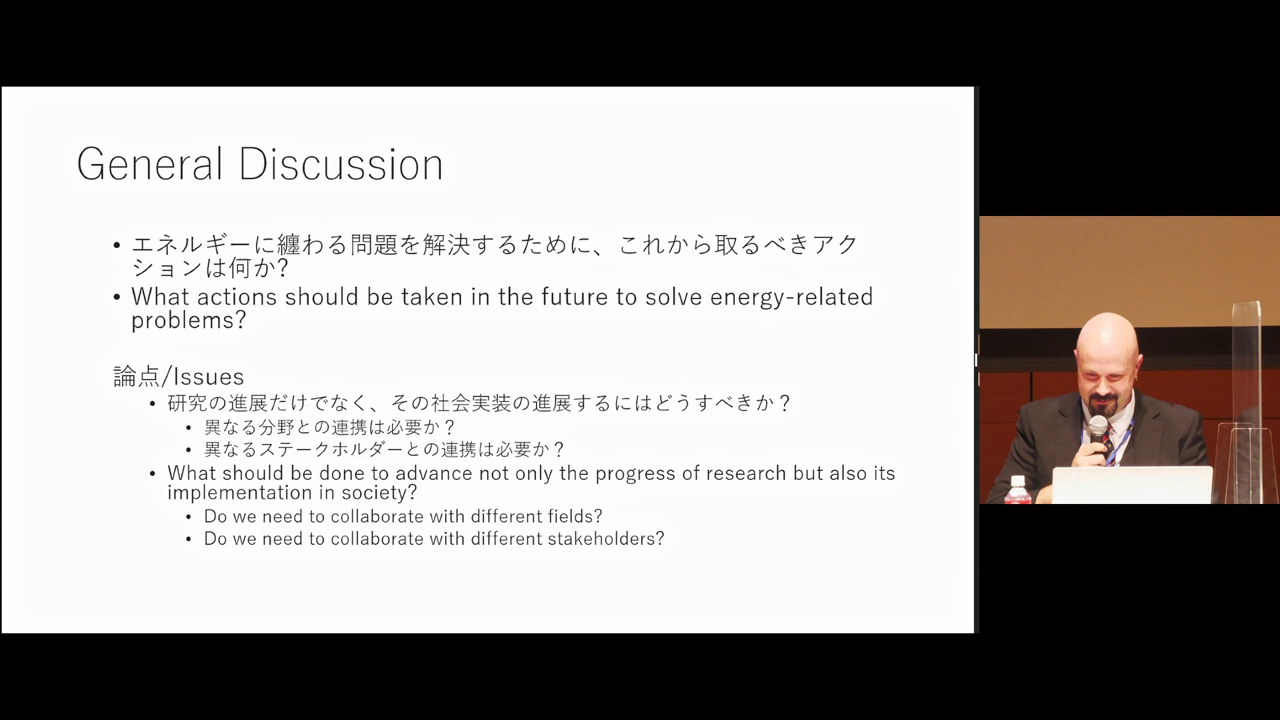 General Discussion
• エネルギーに纏わる問題を解決するために、これから取るべきアク
ションは何か?
• What actions should be taken in the future to solve energy-related
problems?
論点/Issues
• 研究の進展だけでなく、その社会実装の進展するにはどうすべきか？
• 異なる分野との連携は必要か？
• 異なるステークホルダーとの連携は必要か？
• What should be done to advance not only the progress of research but also its
implementation in society?
• Do we need to collaborate with different fields?
• Do we need to collaborate with different stakeholders?